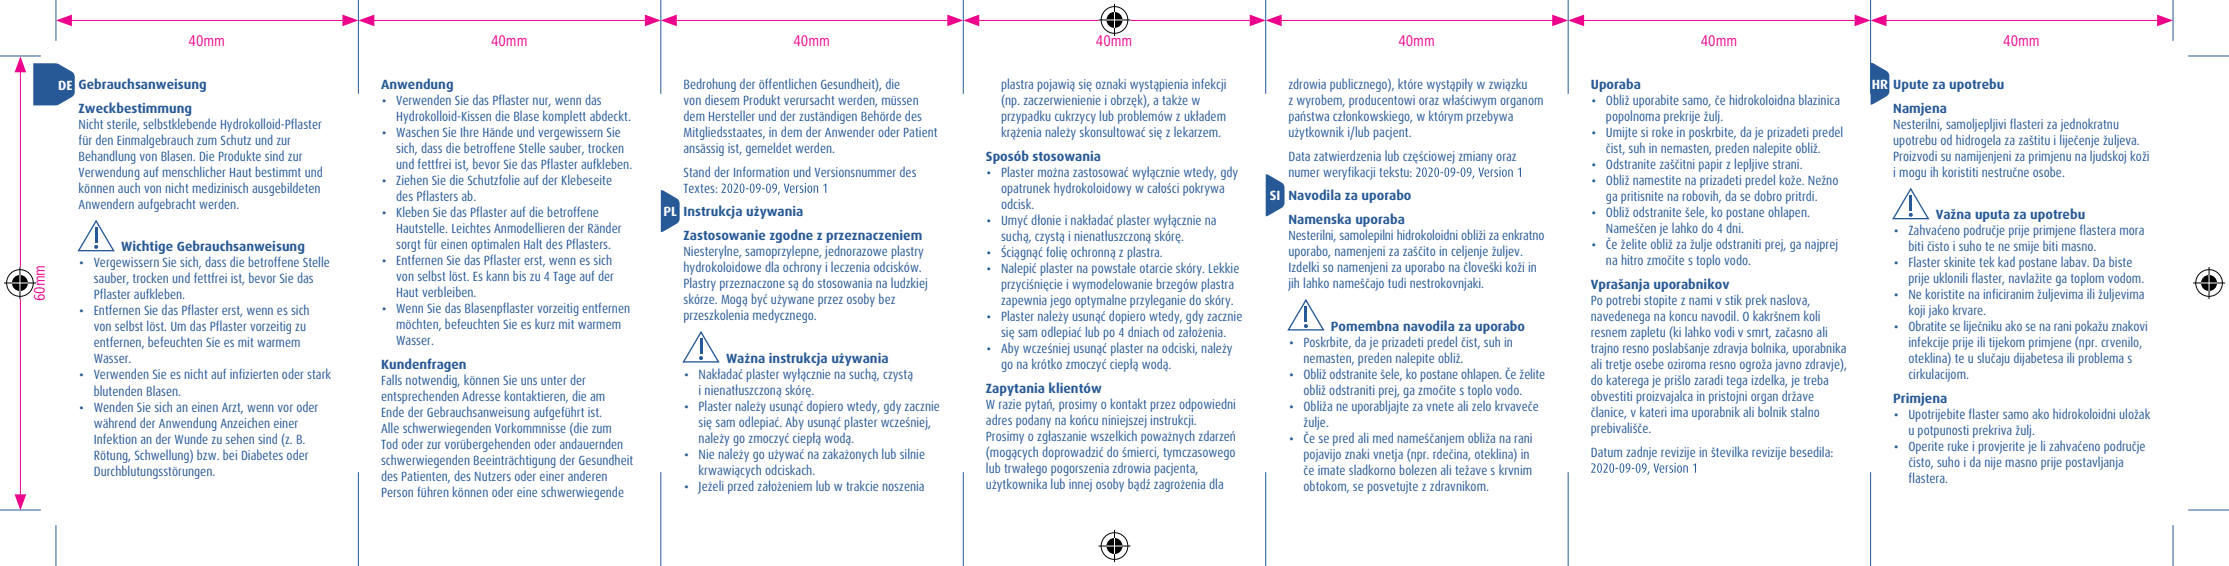 40mm
40mm
40mm
40mm
40mm
40mm
40mm
60mm
DE Gebrauchsanweisung
Zweckbestimmung
Nicht sterile, selbstklebende Hydrokolloid-Pflaster
für den Einmalgebrauch zum Schutz und zur
Behandlung von Blasen. Die Produkte sind zur
Verwendung auf menschlicher Haut bestimmt und
können auch von nicht medizinisch ausgebildeten
Anwendern aufgebracht werden.
Wichtige Gebrauchsanweisung
• Vergewissern Sie sich, dass die betroffene Stelle
sauber, trocken und fettfrei ist, bevor Sie das
Pflaster aufkleben.
• Entfernen Sie das Pflaster erst, wenn es sich
von selbst löst. Um das Pflaster vorzeitig zu
entfernen, befeuchten Sie es mit warmem
Wasser.
• Verwenden Sie es nicht auf infizierten oder stark
blutenden Blasen.
• Wenden Sie sich an einen Arzt, wenn vor oder
während der Anwendung Anzeichen einer
Infektion an der Wunde zu sehen sind (z. B.
Rötung, Schwellung) bzw. bei Diabetes oder
Durchblutungsstörungen.
Anwendung
• Verwenden Sie das Pflaster nur, wenn das
Hydrokolloid-Kissen die Blase komplett abdeckt.
• Waschen Sie Ihre Hände und vergewissern Sie
sich, dass die betroffene Stelle sauber, trocken
und fettfrei ist, bevor Sie das Pflaster aufkleben.
• Ziehen Sie die Schutzfolie auf der Klebeseite
des Pflasters ab.
• Kleben Sie das Pflaster auf die betroffene
Hautstelle. Leichtes Anmodellieren der Ränder
sorgt für einen optimalen Halt des Pflasters.
• Entfernen Sie das Pflaster erst, wenn es sich
von selbst löst. Es kann bis zu 4 Tage auf der
Haut verbleiben.
• Wenn Sie das Blasenpflaster vorzeitig entfernen
möchten, befeuchten Sie es kurz mit warmem
Wasser.
Kundenfragen
Falls notwendig, können Sie uns unter der
entsprechenden Adresse kontaktieren, die am
Ende der Gebrauchsanweisung aufgeführt ist.
Alle schwerwiegenden Vorkommnisse (die zum
Tod oder zur vorübergehenden oder andauernden
schwerwiegenden Beeinträchtigung der Gesundheit
des Patienten, des Nutzers oder einer anderen
Person führen können oder eine schwerwiegende
Bedrohung der öffentlichen Gesundheit), die
von diesem Produkt verursacht werden, müssen
dem Hersteller und der zuständigen Behörde des
Mitgliedsstaates, in dem der Anwender oder Patient
ansässig ist, gemeldet werden.
Stand der Information und Versionsnummer des
Textes: 2020-09-09, Version 1
PL Instrukcja używania
Zastosowanie zgodne z przeznaczeniem
Niesterylne, samoprzylepne, jednorazowe plastry
hydrokoloidowe dla ochrony i leczenia odcisków.
Plastry przeznaczone są do stosowania na ludzkiej
skórze. Mogą być używane przez osoby bez
przeszkolenia medycznego.
Ważna instrukcja używania
• Nakładać plaster wyłącznie na suchą, czystą
i nienatłuszczoną skórę.
• Plaster należy usunąć dopiero wtedy, gdy zacznie
się sam odlepiać. Aby usunąć plaster wcześniej,
należy go zmoczyć ciepłą wodą.
• Nie należy go używać na zakażonych lub silnie
krwawiących odciskach.
• Jeżeli przed założeniem lub w trakcie noszenia
plastra pojawią się oznaki wystąpienia infekcji
(np. zaczerwienienie i obrzęk), a także w
przypadku cukrzycy lub problemów z układem
krążenia należy skonsultować się z lekarzem.
Sposób stosowania
• Plaster można zastosować wyłącznie wtedy, gdy
opatrunek hydrokoloidowy w całości pokrywa
odcisk.
• Umyć dłonie i nakładać plaster wyłącznie na
suchą, czystą i nienatłuszczoną skórę.
• Ściągnąć folię ochronną z plastra.
• Nalepić plaster na powstałe otarcie skóry. Lekkie
przyciśnięcie i wymodelowanie brzegów plastra
zapewnia jego optymalne przyleganie do skóry.
• Plaster należy usunąć dopiero wtedy, gdy zacznie
się sam odlepiać lub po 4 dniach od założenia.
• Aby wcześniej usunąć plaster na odciski, należy
go na krótko zmoczyć ciepłą wodą.
Zapytania klientów
W razie pytań, prosimy o kontakt przez odpowiedni
adres podany na końcu niniejszej instrukcji.
Prosimy o zgłaszanie wszelkich poważnych zdarzeń
(mogących doprowadzić do śmierci, tymczasowego
lub trwałego pogorszenia zdrowia pacjenta,
użytkownika lub innej osoby bądź zagrożenia dla
zdrowia publicznego), które wystąpiły w związku
z wyrobem, producentowi oraz właściwym organom
państwa członkowskiego, w którym przebywa
użytkownik i/lub pacjent.
Data zatwierdzenia lub częściowej zmiany oraz
numer weryfikacji tekstu: 2020-09-09, Version 1
SI Navodila za uporabo
Namenska uporaba
Nesterilni, samolepilni hidrokoloidni obliži za enkratno
uporabo, namenjeni za zaščito in celjenje žuljev.
Izdelki so namenjeni za uporabo na človeški koži in
jih lahko nameščajo tudi nestrokovnjaki.
Pomembna navodila za uporabo
• Poskrbite, da je prizadeti predel čist, suh in
nemasten, preden nalepite obliž.
• Obliž odstranite šele, ko postane ohlapen. Če želite
obliž odstraniti prej, ga zmočite s toplo vodo.
• Obliža ne uporabljajte za vnete ali zelo krvaveče
žulje.
• Če se pred ali med nameščanjem obliža na rani
pojavijo znaki vnetja (npr. rdečina, oteklina) in
če imate sladkorno bolezen ali težave s krvnim
obtokom, se posvetujte z zdravnikom.
Uporaba
• Obliž uporabite samo, če hidrokoloidna blazinica
popolnoma prekrije žulj.
• Umijte si roke in poskrbite, da je prizadeti predel
čist, suh in nemasten, preden nalepite obliž.
• Odstranite zaščitni papir z lepljive strani.
• Obliž namestite na prizadeti predel kože. Nežno
ga pritisnite na robovih, da se dobro pritrdi.
• Obliž odstranite šele, ko postane ohlapen.
Nameščen je lahko do 4 dni.
• Če želite obliž za žulje odstraniti prej, ga najprej
na hitro zmočite s toplo vodo.
Vprašanja uporabnikov
Po potrebi stopite z nami v stik prek naslova,
navedenega na koncu navodil. O kakršnem koli
resnem zapletu (ki lahko vodi v smrt, začasno ali
trajno resno poslabšanje zdravja bolnika, uporabnika
ali tretje osebe oziroma resno ogroža javno zdravje),
do katerega je prišlo zaradi tega izdelka, je treba
obvestiti proizvajalca in pristojni organ države
članice, v kateri ima uporabnik ali bolnik stalno
prebivališče.
Datum zadnje revizije in številka revizije besedila:
2020-09-09, Version 1
HR Upute za upotrebu
Namjena
Nesterilni, samoljepljivi flasteri za jednokratnu
upotrebu od hidrogela za zaštitu i liječenje žuljeva.
Proizvodi su namijenjeni za primjenu na ljudskoj koži
i mogu ih koristiti nestručne osobe.
Važna uputa za upotrebu
• Zahvaćeno područje prije primjene flastera mora
biti čisto i suho te ne smije biti masno.
• Flaster skinite tek kad postane labav. Da biste
prije uklonili flaster, navlažite ga toplom vodom.
• Ne koristite na inficiranim žuljevima ili žuljevima
koji jako krvare.
• Obratite se liječniku ako se na rani pokažu znakovi
infekcije prije ili tijekom primjene (npr. crvenilo,
oteklina) te u slučaju dijabetesa ili problema s
cirkulacijom.
Primjena
• Upotrijebite flaster samo ako hidrokoloidni uložak
u potpunosti prekriva žulj.
• Operite ruke i provjerite je li zahvaćeno područje
čisto, suho i da nije masno prije postavljanja
flastera.